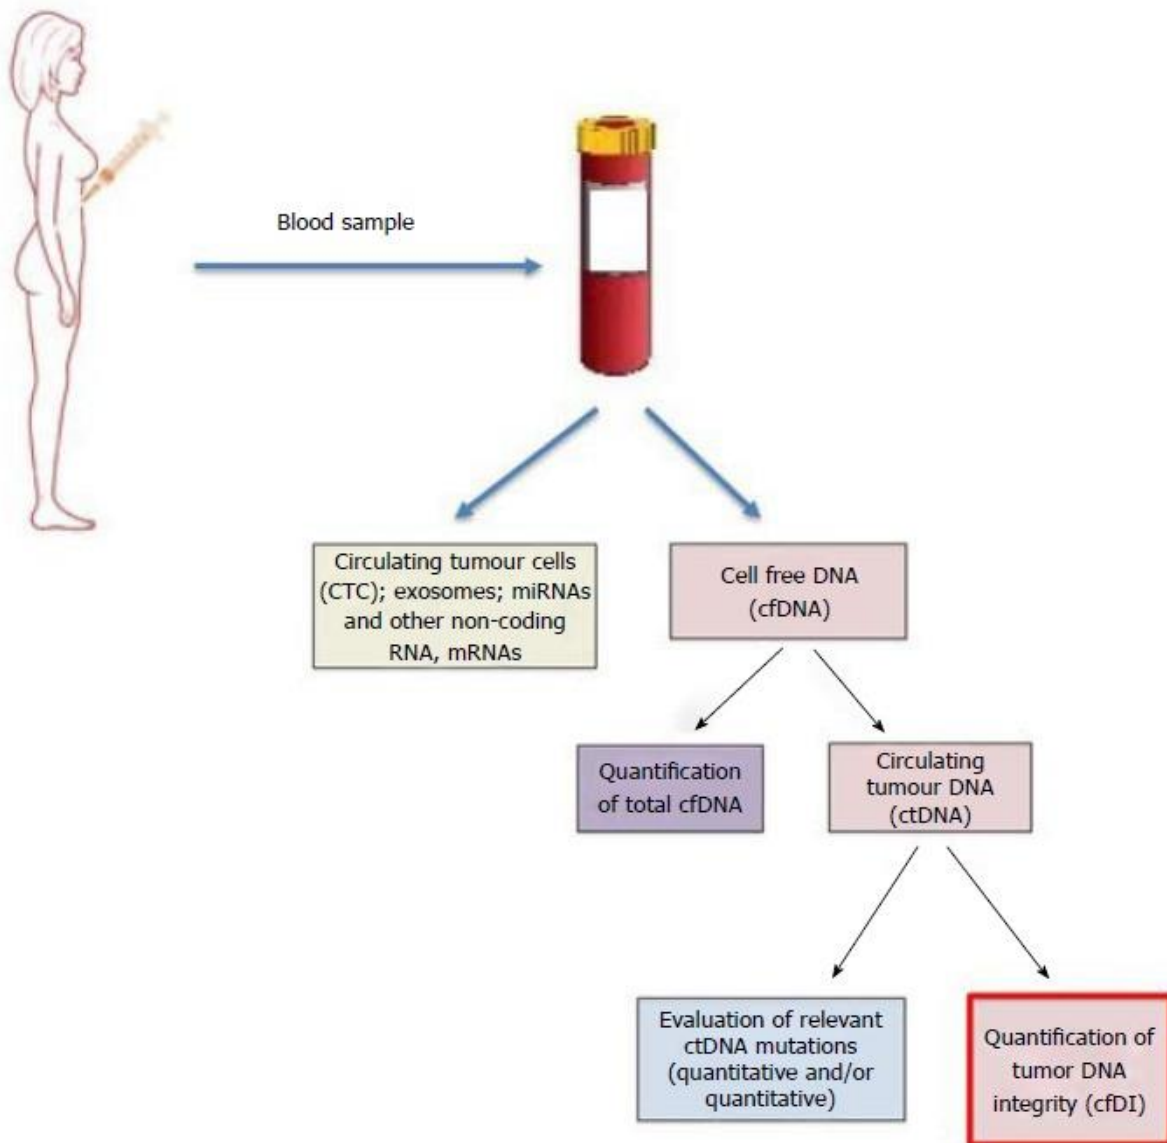 Blood sample
Circulating tumour cells
(CTC); exosomes; miRNAs
and other non-coding
RNA, mRNAs
Cell free DNA
(cfDNA)
Quantification
of total cfDNA
Circulating
tumour DNA
(ctDNA)
Evaluation of relevant
ctDNA mutations
(quantitative and/or
quantitative)
Quantification of
tumor DNA
integrity (cfDI)